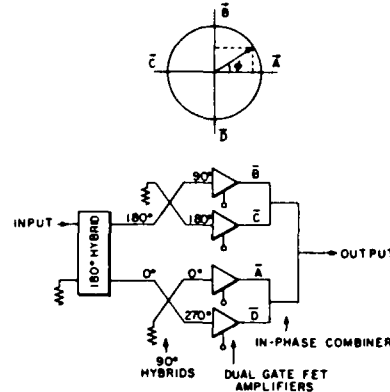 B̅
C̅
A̅
ϕ
D̅
90°
B̅
INPUT
180° HYBRID
180°
180°
C̅
OUTPUT
0°
0°
A̅
270°
D̅
90°
HYBRIDS
DUAL GATE FET
AMPLIFIERS
IN-PHASE COMBINER